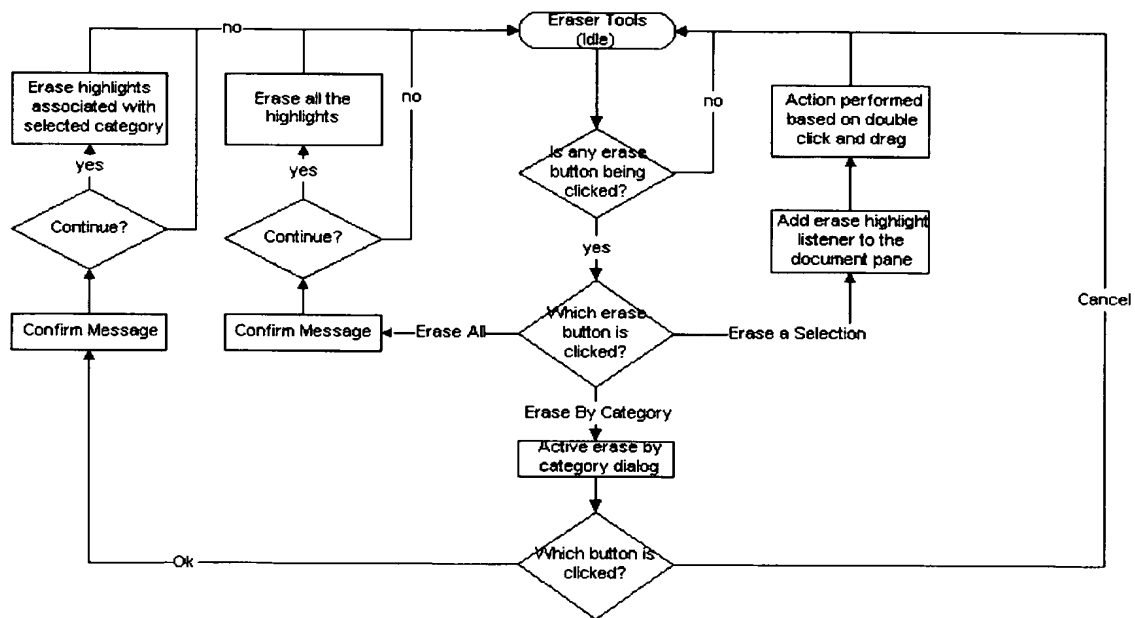 no
Eraser Tools
(Idle)
Erase highlights
associated with
selected category
Erase all the
highlights
no
no
Action performed
based on double
click and drag
Is any erase
button being
clicked?
yes
yes
Continue?
Continue?
yes
Add erase highlight
listener to the
document pane
Cancel
Confirm Message
Confirm Message
Erase All
Which erase
button is
clicked?
Erase a Selection
Erase By Category
Active erase by
category dialog
Ok
Which button is
clicked?